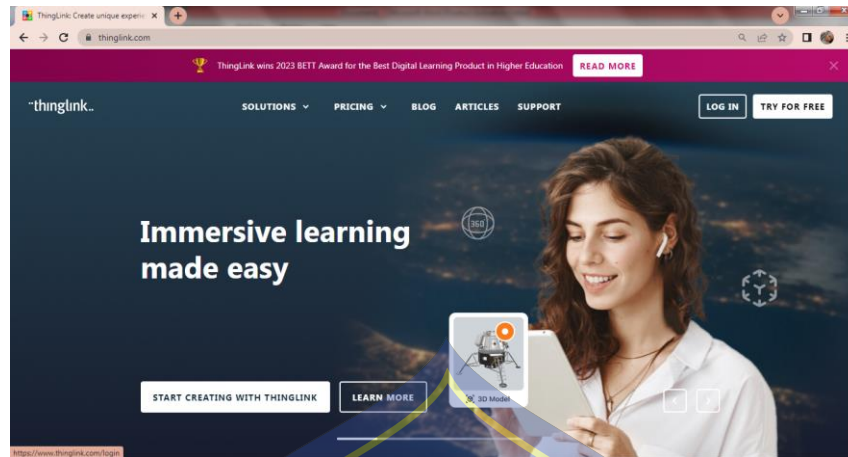 ThingLink: Create unique experie
thinglink.com
ThingLink wins 2023 BETT Award for the Best Digital Learning Product in Higher Education READ MORE
thinglink..
SOLUTIONS PRICING BLOG ARTICLES SUPPORT
LOG IN TRY FOR FREE
360°
Immersive learning
made easy
START CREATING WITH THINGLINK LEARN MORE
3D Model
https://www.thinglink.com/login